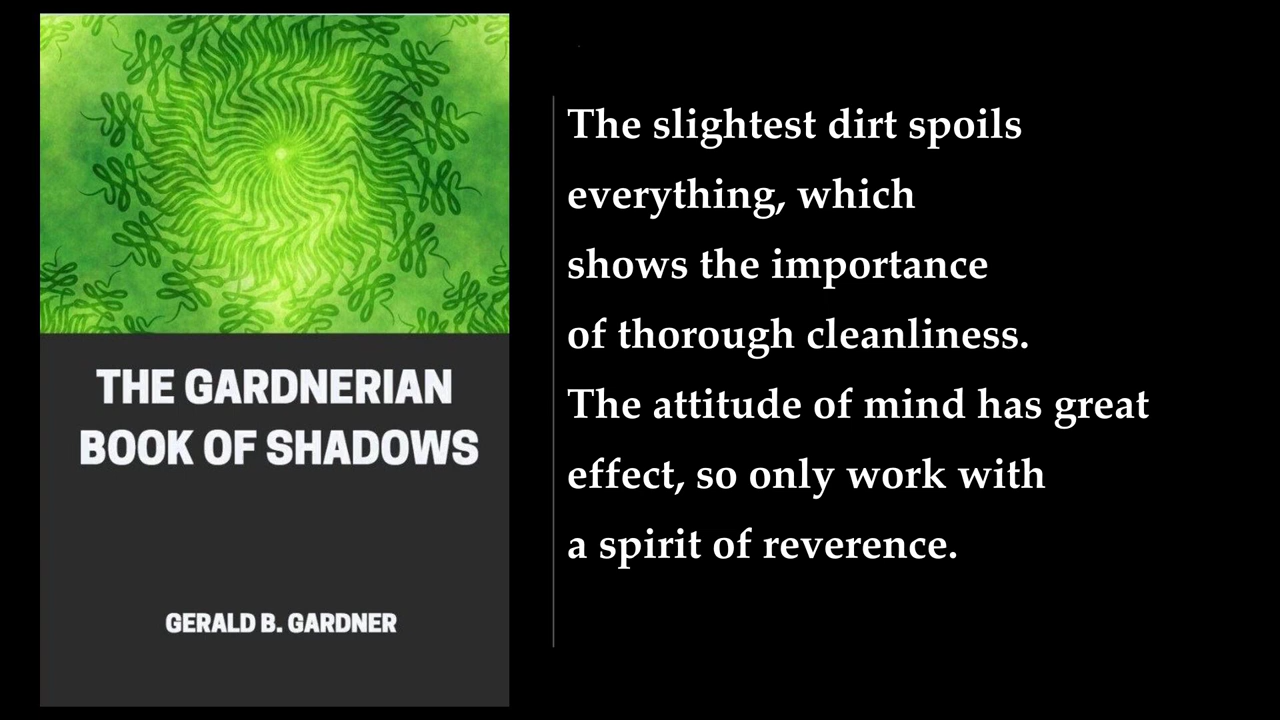 THE GARDNERIAN
BOOK OF SHADOWS
GERALD B. GARDNER
The slightest dirt spoils
everything, which
shows the importance
of thorough cleanliness.
The attitude of mind has great
effect, so only work with
a spirit of reverence.